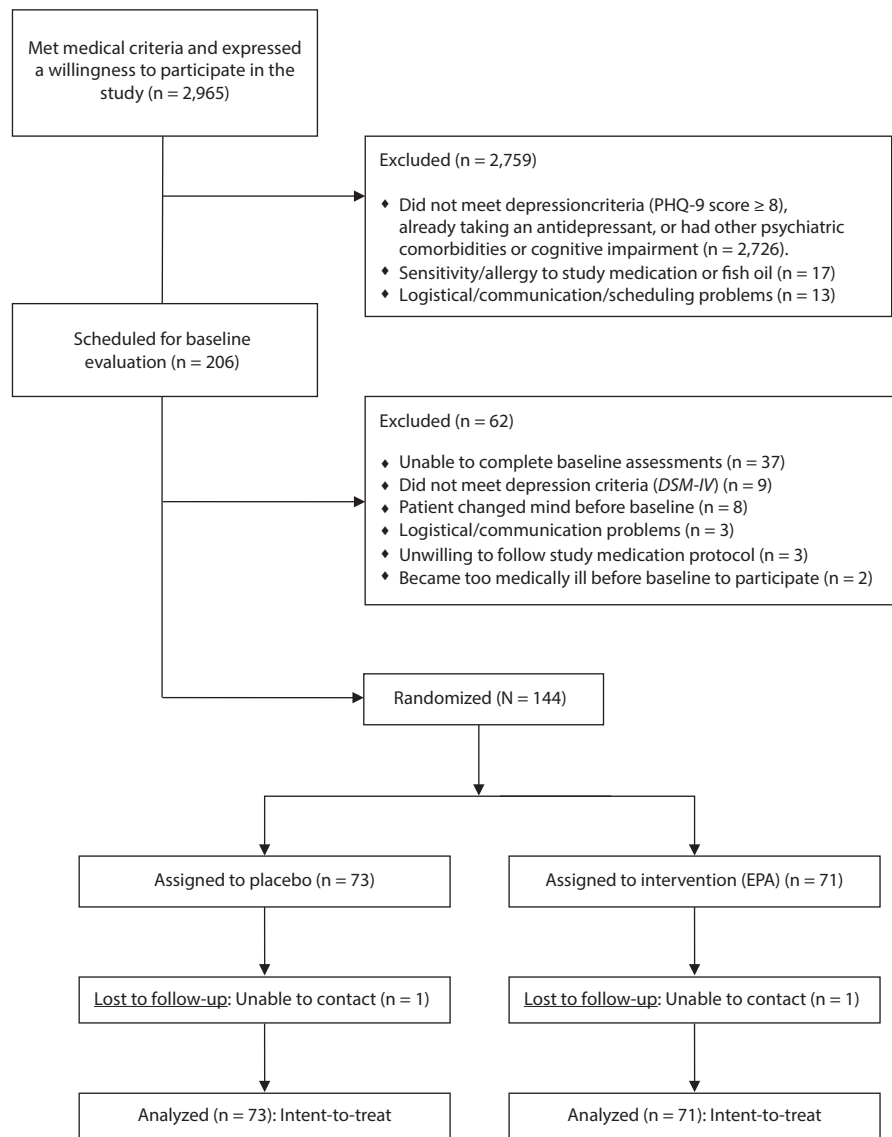 Met medical criteria and expressed
a willingness to participate in the
study (n = 2,965)
Excluded (n = 2,759)
♦ Did not meet depressioncriteria (PHQ-9 score ≥ 8),
already taking an antidepressant, or had other psychiatric
comorbidities or cognitive impairment (n = 2,726).
♦ Sensitivity/allergy to study medication or fish oil (n = 17)
♦ Logistical/communication/scheduling problems (n = 13)
Scheduled for baseline
evaluation (n = 206)
Excluded (n = 62)
♦ Unable to complete baseline assessments (n = 37)
♦ Did not meet depression criteria (DSM-IV) (n = 9)
♦ Patient changed mind before baseline (n = 8)
♦ Logistical/communication problems (n = 3)
♦ Unwilling to follow study medication protocol (n = 3)
♦ Became too medically ill before baseline to participate (n = 2)
Randomized (N = 144)
Assigned to placebo (n = 73)
Assigned to intervention (EPA) (n = 71)
Lost to follow-up: Unable to contact (n = 1)
Lost to follow-up: Unable to contact (n = 1)
Analyzed (n = 73): Intent-to-treat
Analyzed (n = 71): Intent-to-treat